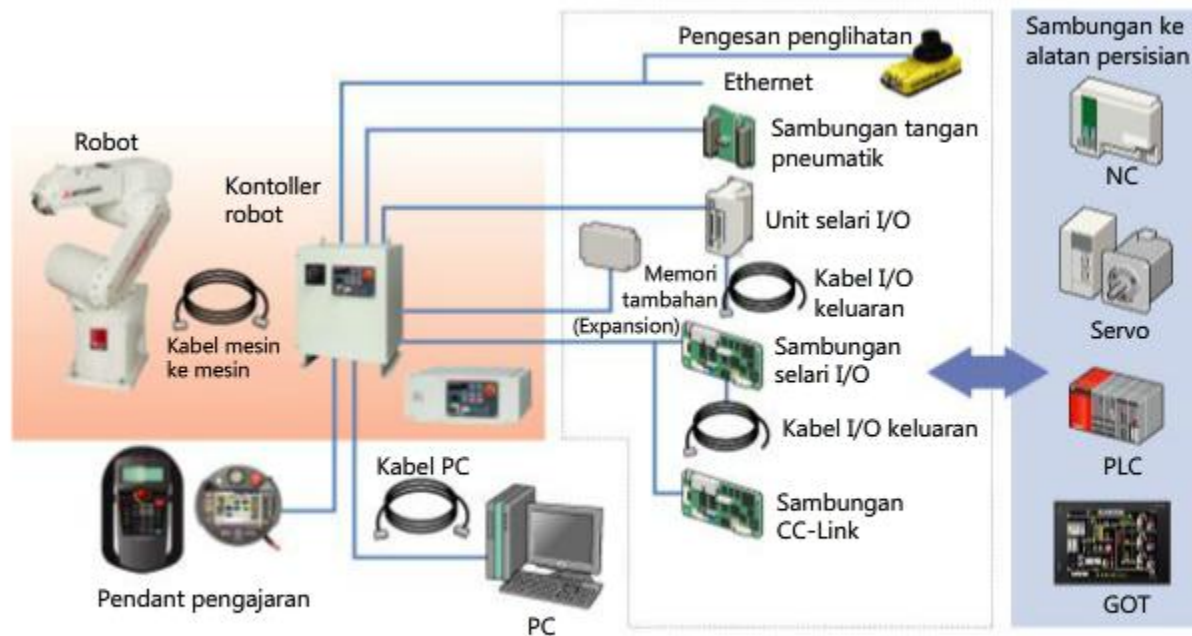 Pengesan penglihatan
Ethernet
Sambungan ke
alatan persisian
Robot
Kontoller
robot
Sambungan tangan
pneumatik
NC
Unit selari I/O
Memori
tambahan
(Expansion)
Kabel I/O
keluaran
Servo
Kabel mesin
ke mesin
Sambungan
selari I/O
Kabel I/O keluaran
PLC
Kabel PC
Sambungan
CC-Link
Pendant pengajaran
PC
GOT